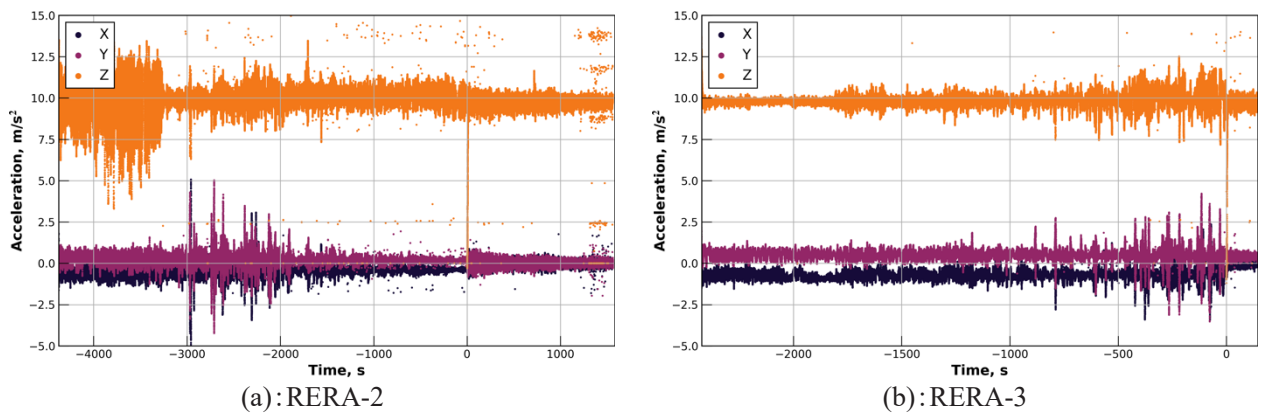 15.0
12.5
10.0
7.5
5.0
2.5
0.0
−2.5
−5.0
Acceleration, m/s²
X
Y
Z
−4000 −3000 −2000 −1000 0 1000
Time, s
(a): RERA-2
15.0
12.5
10.0
7.5
5.0
2.5
0.0
−2.5
−5.0
Acceleration, m/s²
X
Y
Z
−2000 −1500 −1000 −500 0
Time, s
(b): RERA-3